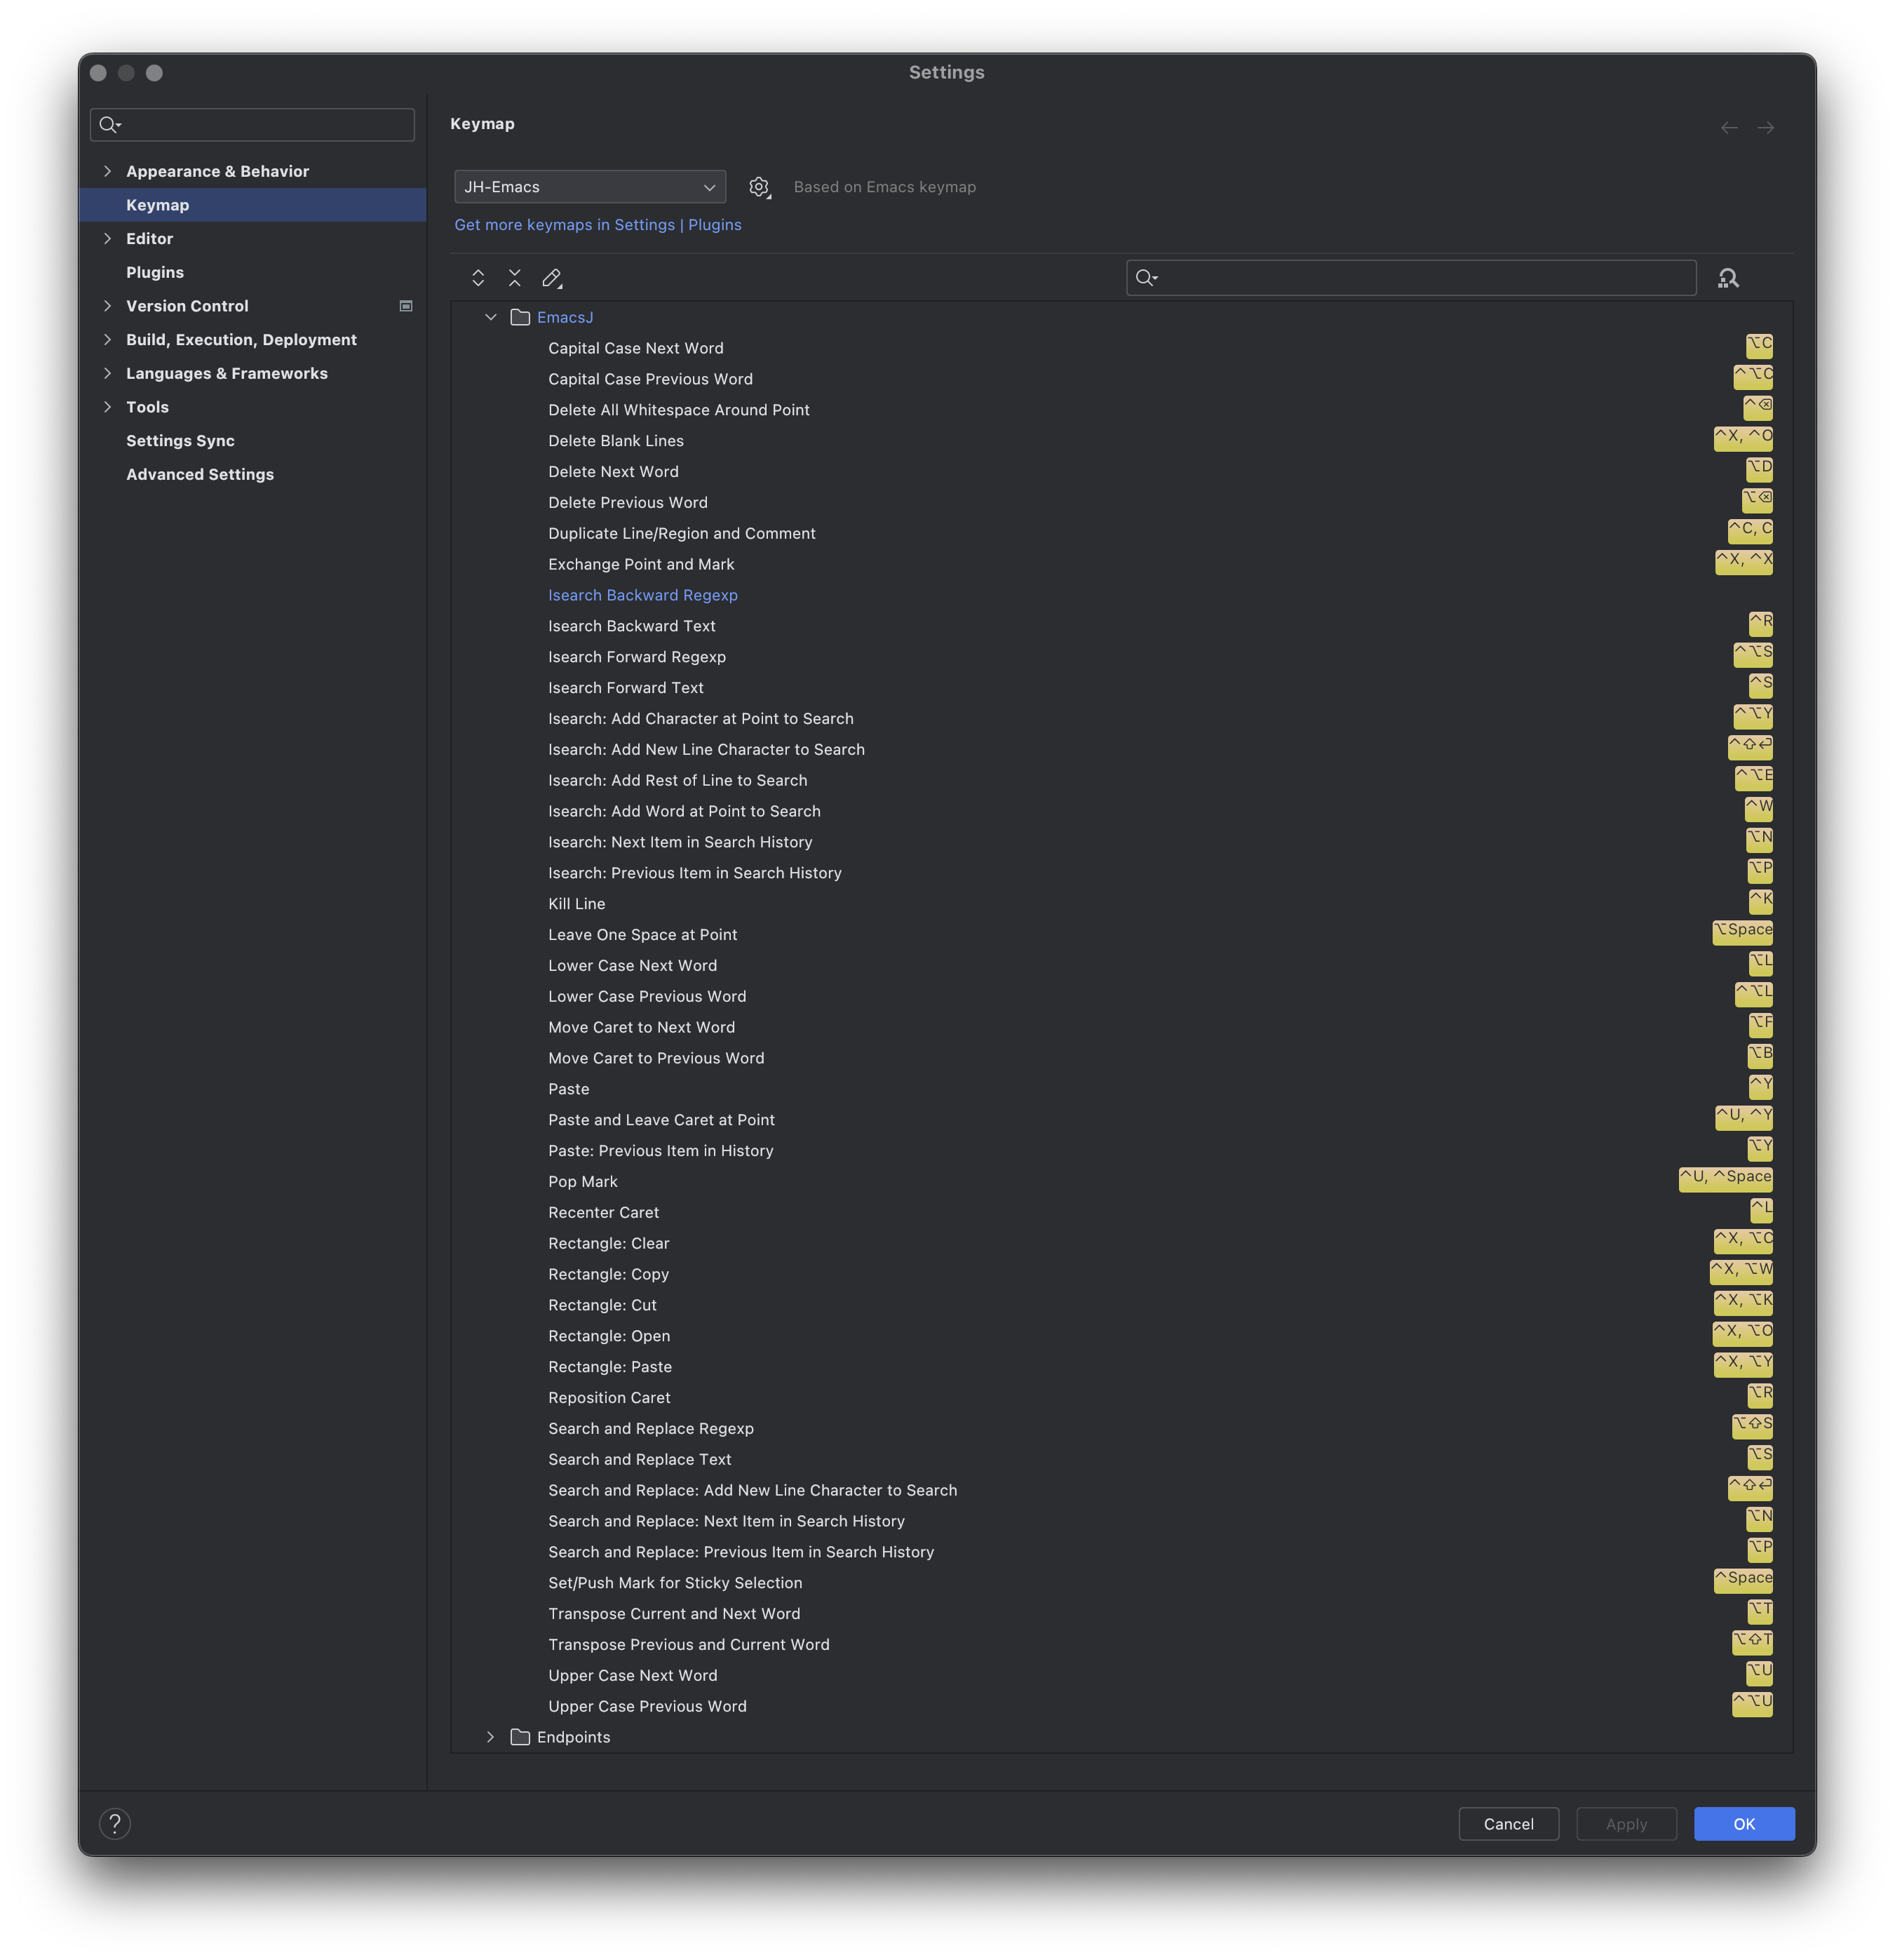 Settings
Appearance & Behavior
Keymap
Editor
Plugins
Version Control
Build, Execution, Deployment
Languages & Frameworks
Tools
Settings Sync
Advanced Settings
Keymap
JH-Emacs
Based on Emacs keymap
Get more keymaps in Settings | Plugins
EmacsJ
Capital Case Next Word ⌥C
Capital Case Previous Word ^⌥C
Delete All Whitespace Around Point ^⌫
Delete Blank Lines ^X, ^O
Delete Next Word ⌥D
Delete Previous Word ⌥⌫
Duplicate Line/Region and Comment ^C, C
Exchange Point and Mark ^X, ^X
Isearch Backward Regexp
Isearch Backward Text ^R
Isearch Forward Regexp ^⌥S
Isearch Forward Text ^S
Isearch: Add Character at Point to Search ^⌥Y
Isearch: Add New Line Character to Search ^⇧⏎
Isearch: Add Rest of Line to Search ^⌥E
Isearch: Add Word at Point to Search ^W
Isearch: Next Item in Search History ⌥N
Isearch: Previous Item in Search History ⌥P
Kill Line ^K
Leave One Space at Point ⌥Space
Lower Case Next Word ⌥L
Lower Case Previous Word ^⌥L
Move Caret to Next Word ⌥F
Move Caret to Previous Word ⌥B
Paste ^Y
Paste and Leave Caret at Point ^U, ^Y
Paste: Previous Item in History ⌥Y
Pop Mark ^U, ^Space
Recenter Caret ^L
Rectangle: Clear ^X, ⌥C
Rectangle: Copy ^X, ⌥W
Rectangle: Cut ^X, ⌥K
Rectangle: Open ^X, ⌥O
Rectangle: Paste ^X, ⌥Y
Reposition Caret ⌥R
Search and Replace Regexp ⌥⇧S
Search and Replace Text ⌥S
Search and Replace: Add New Line Character to Search ^⇧⏎
Search and Replace: Next Item in Search History ⌥N
Search and Replace: Previous Item in Search History ⌥P
Set/Push Mark for Sticky Selection ^Space
Transpose Current and Next Word ⌥T
Transpose Previous and Current Word ⌥⇧T
Upper Case Next Word ⌥U
Upper Case Previous Word ^⌥U
Endpoints
? Cancel Apply OK